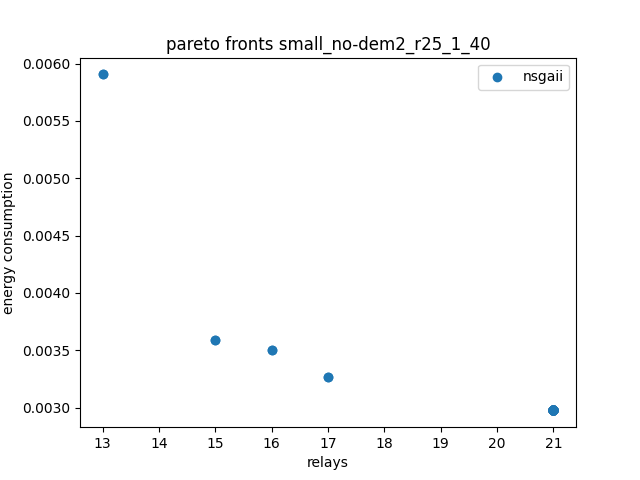 pareto fronts small_no-dem2_r25_1_40
nsgaii
0.0060
0.0055
0.0050
0.0045
0.0040
0.0035
0.0030
energy consumption
13 14 15 16 17 18 19 20 21
relays